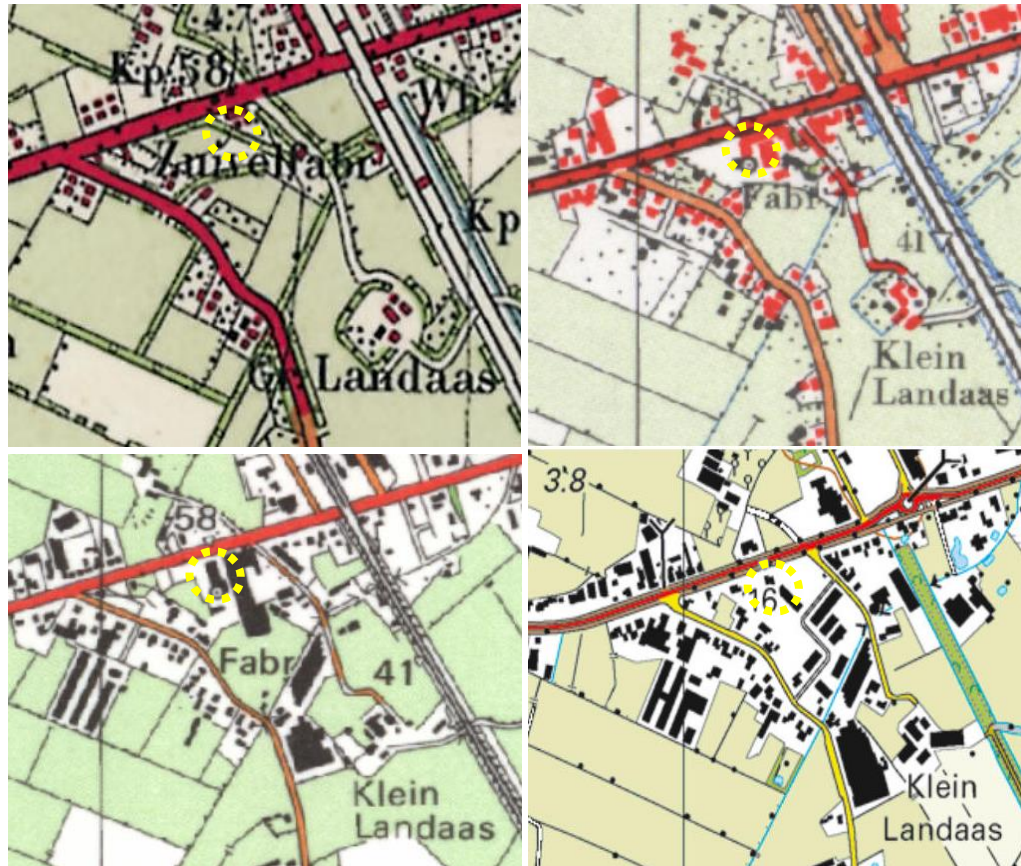 Kp 58
Wh 4
Zuivelfabr
Kp
Gr Landaas
Fabr
41
Klein
Landaas
58
Fabr
41
Klein
Landaas
3.8
6
Klein
Landaas